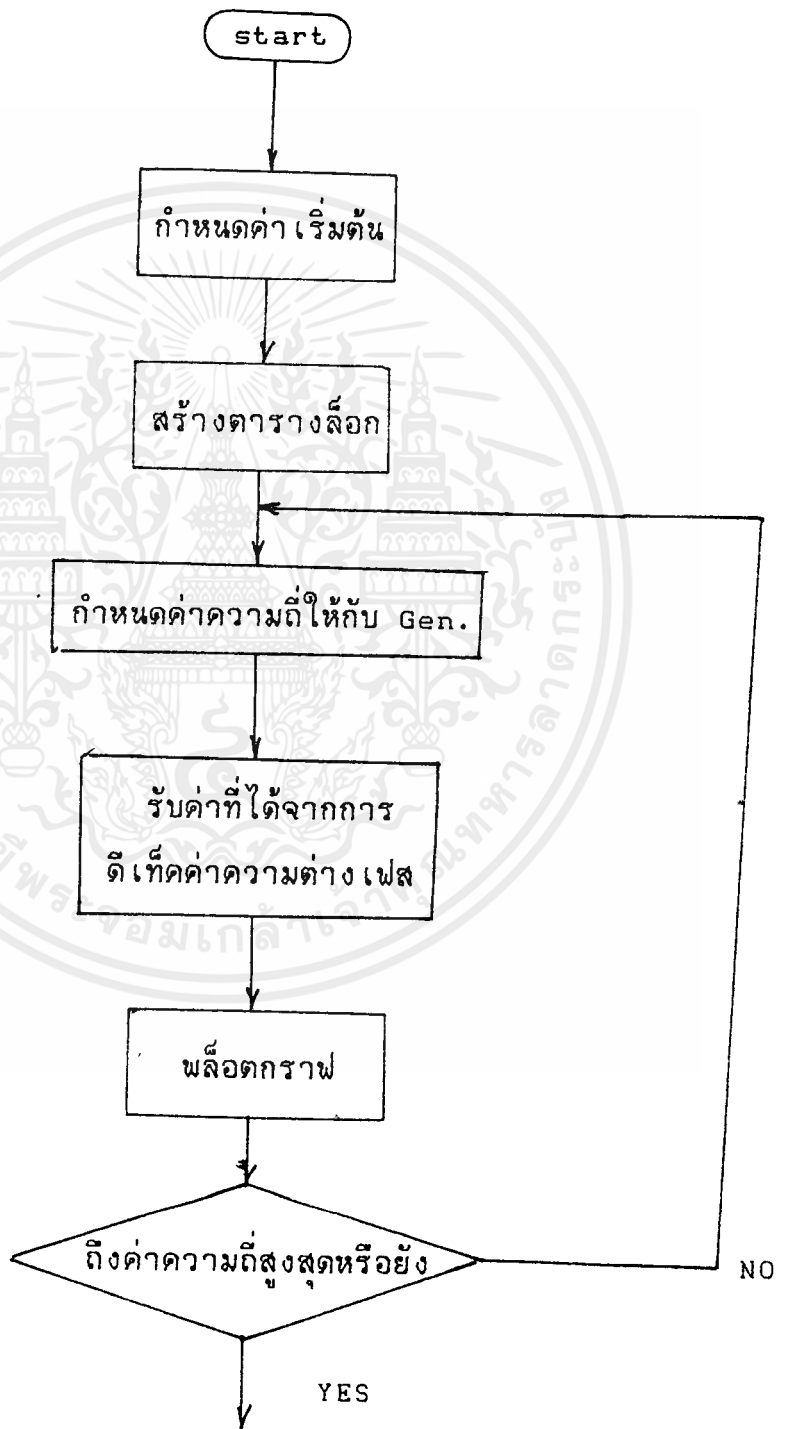 start
กำหนดค่าเริ่มต้น
สร้างตารางล็อก
กำหนดค่าความถี่ให้กับ Gen.
รับค่าที่ได้จากการ
ดีเท็คค่าความต่างเฟส
พล็อตกราฟ
ถึงค่าความถี่สูงสุดหรือยัง
NO
YES